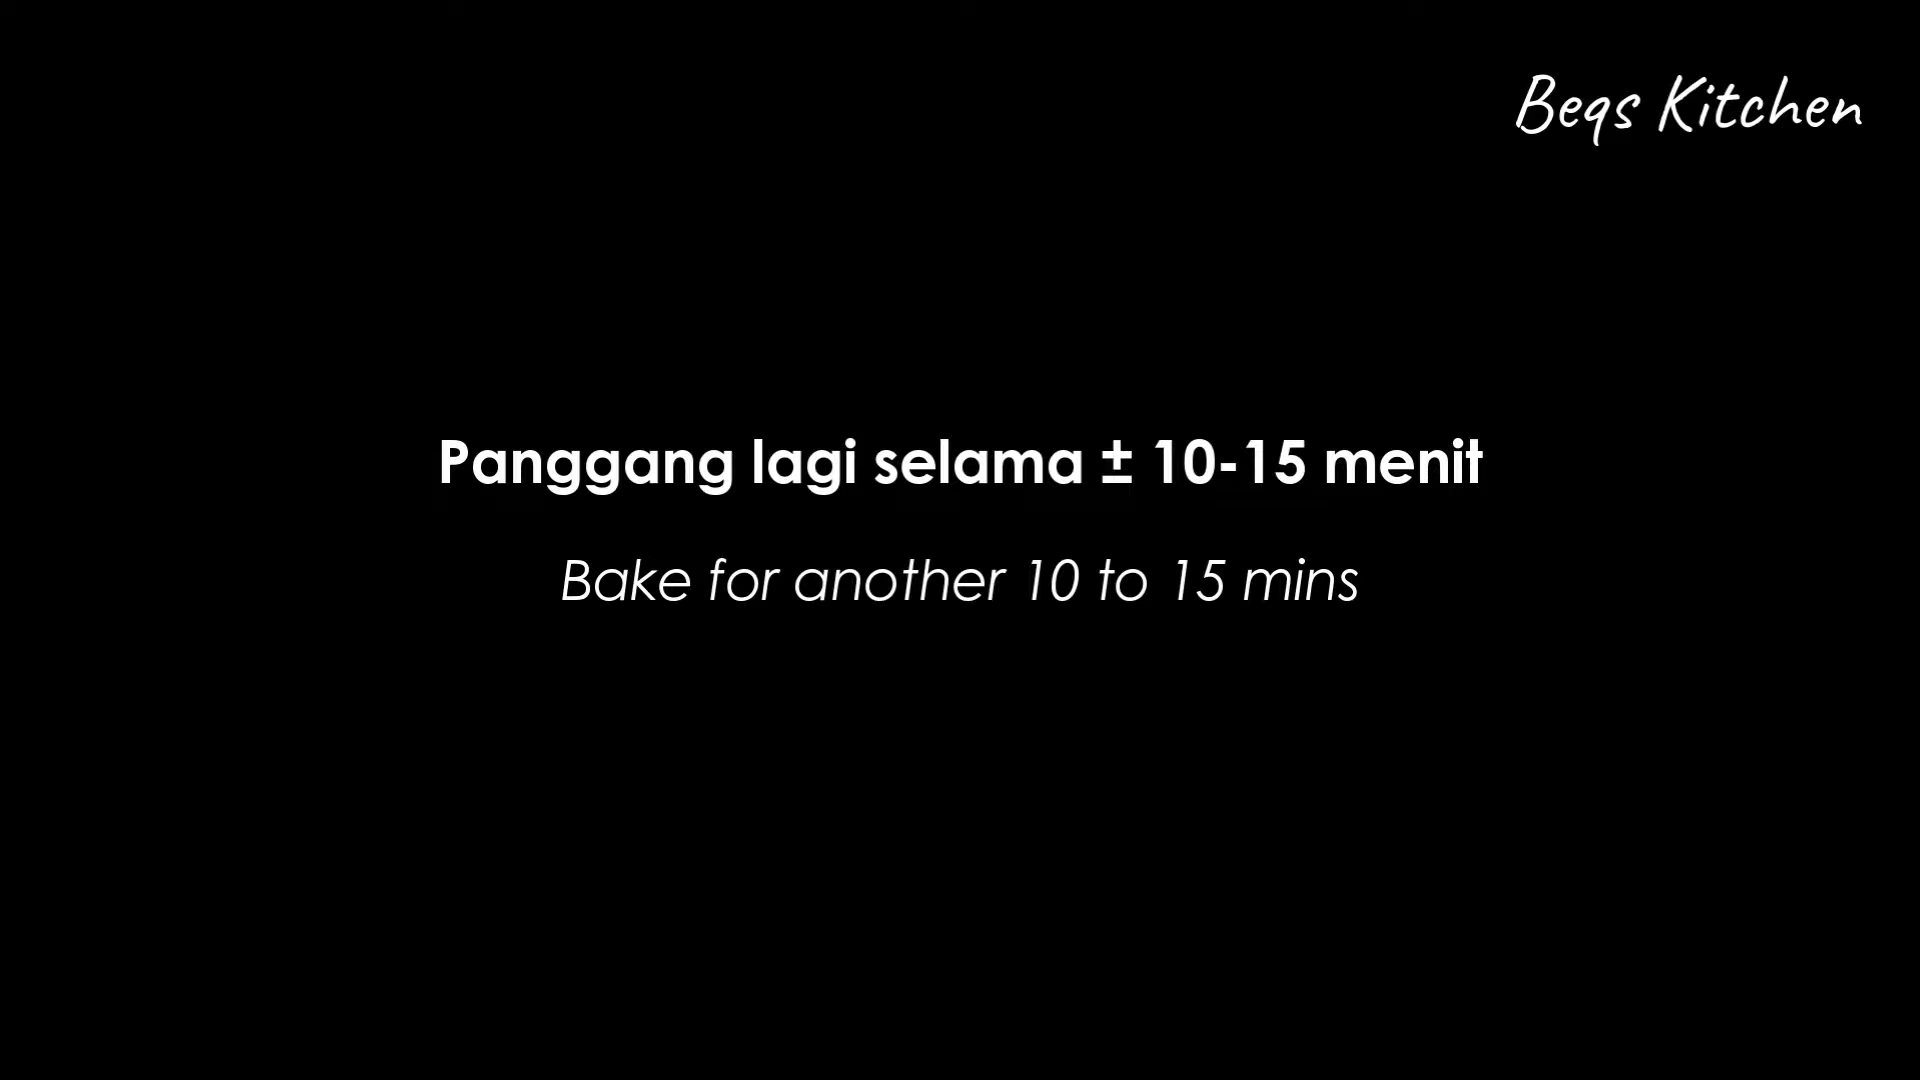 Beqs Kitchen
Panggang lagi selama ± 10-15 menit
Bake for another 10 to 15 mins